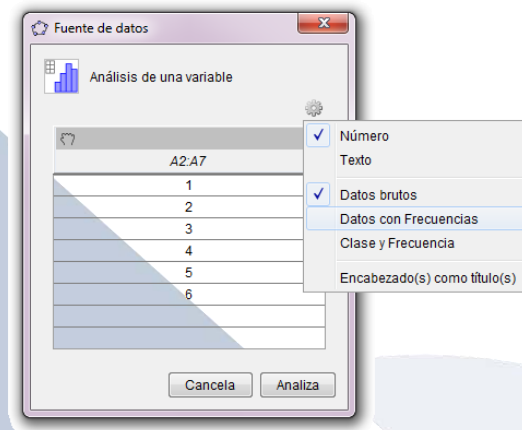 Fuente de datos
x
Análisis de una variable
A2:A7
1
2
3
4
5
6
Número
Texto
Datos brutos
Datos con Frecuencias
Clase y Frecuencia
Encabezado(s) como título(s)
Cancela
Analiza